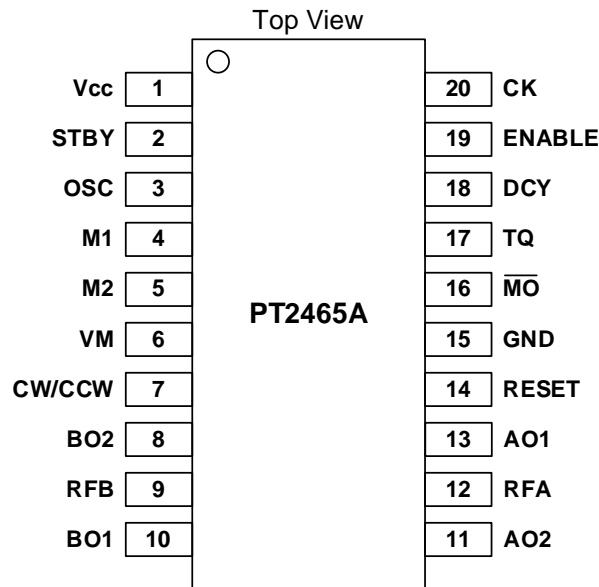 Top View
Vcc 1 20 CK
STBY 2 19 ENABLE
OSC 3 18 DCY
M1 4 17 TQ
M2 5 16 M̅O̅
PT2465A
VM 6 15 GND
CW/CCW 7 14 RESET
BO2 8 13 AO1
RFB 9 12 RFA
BO1 10 11 AO2